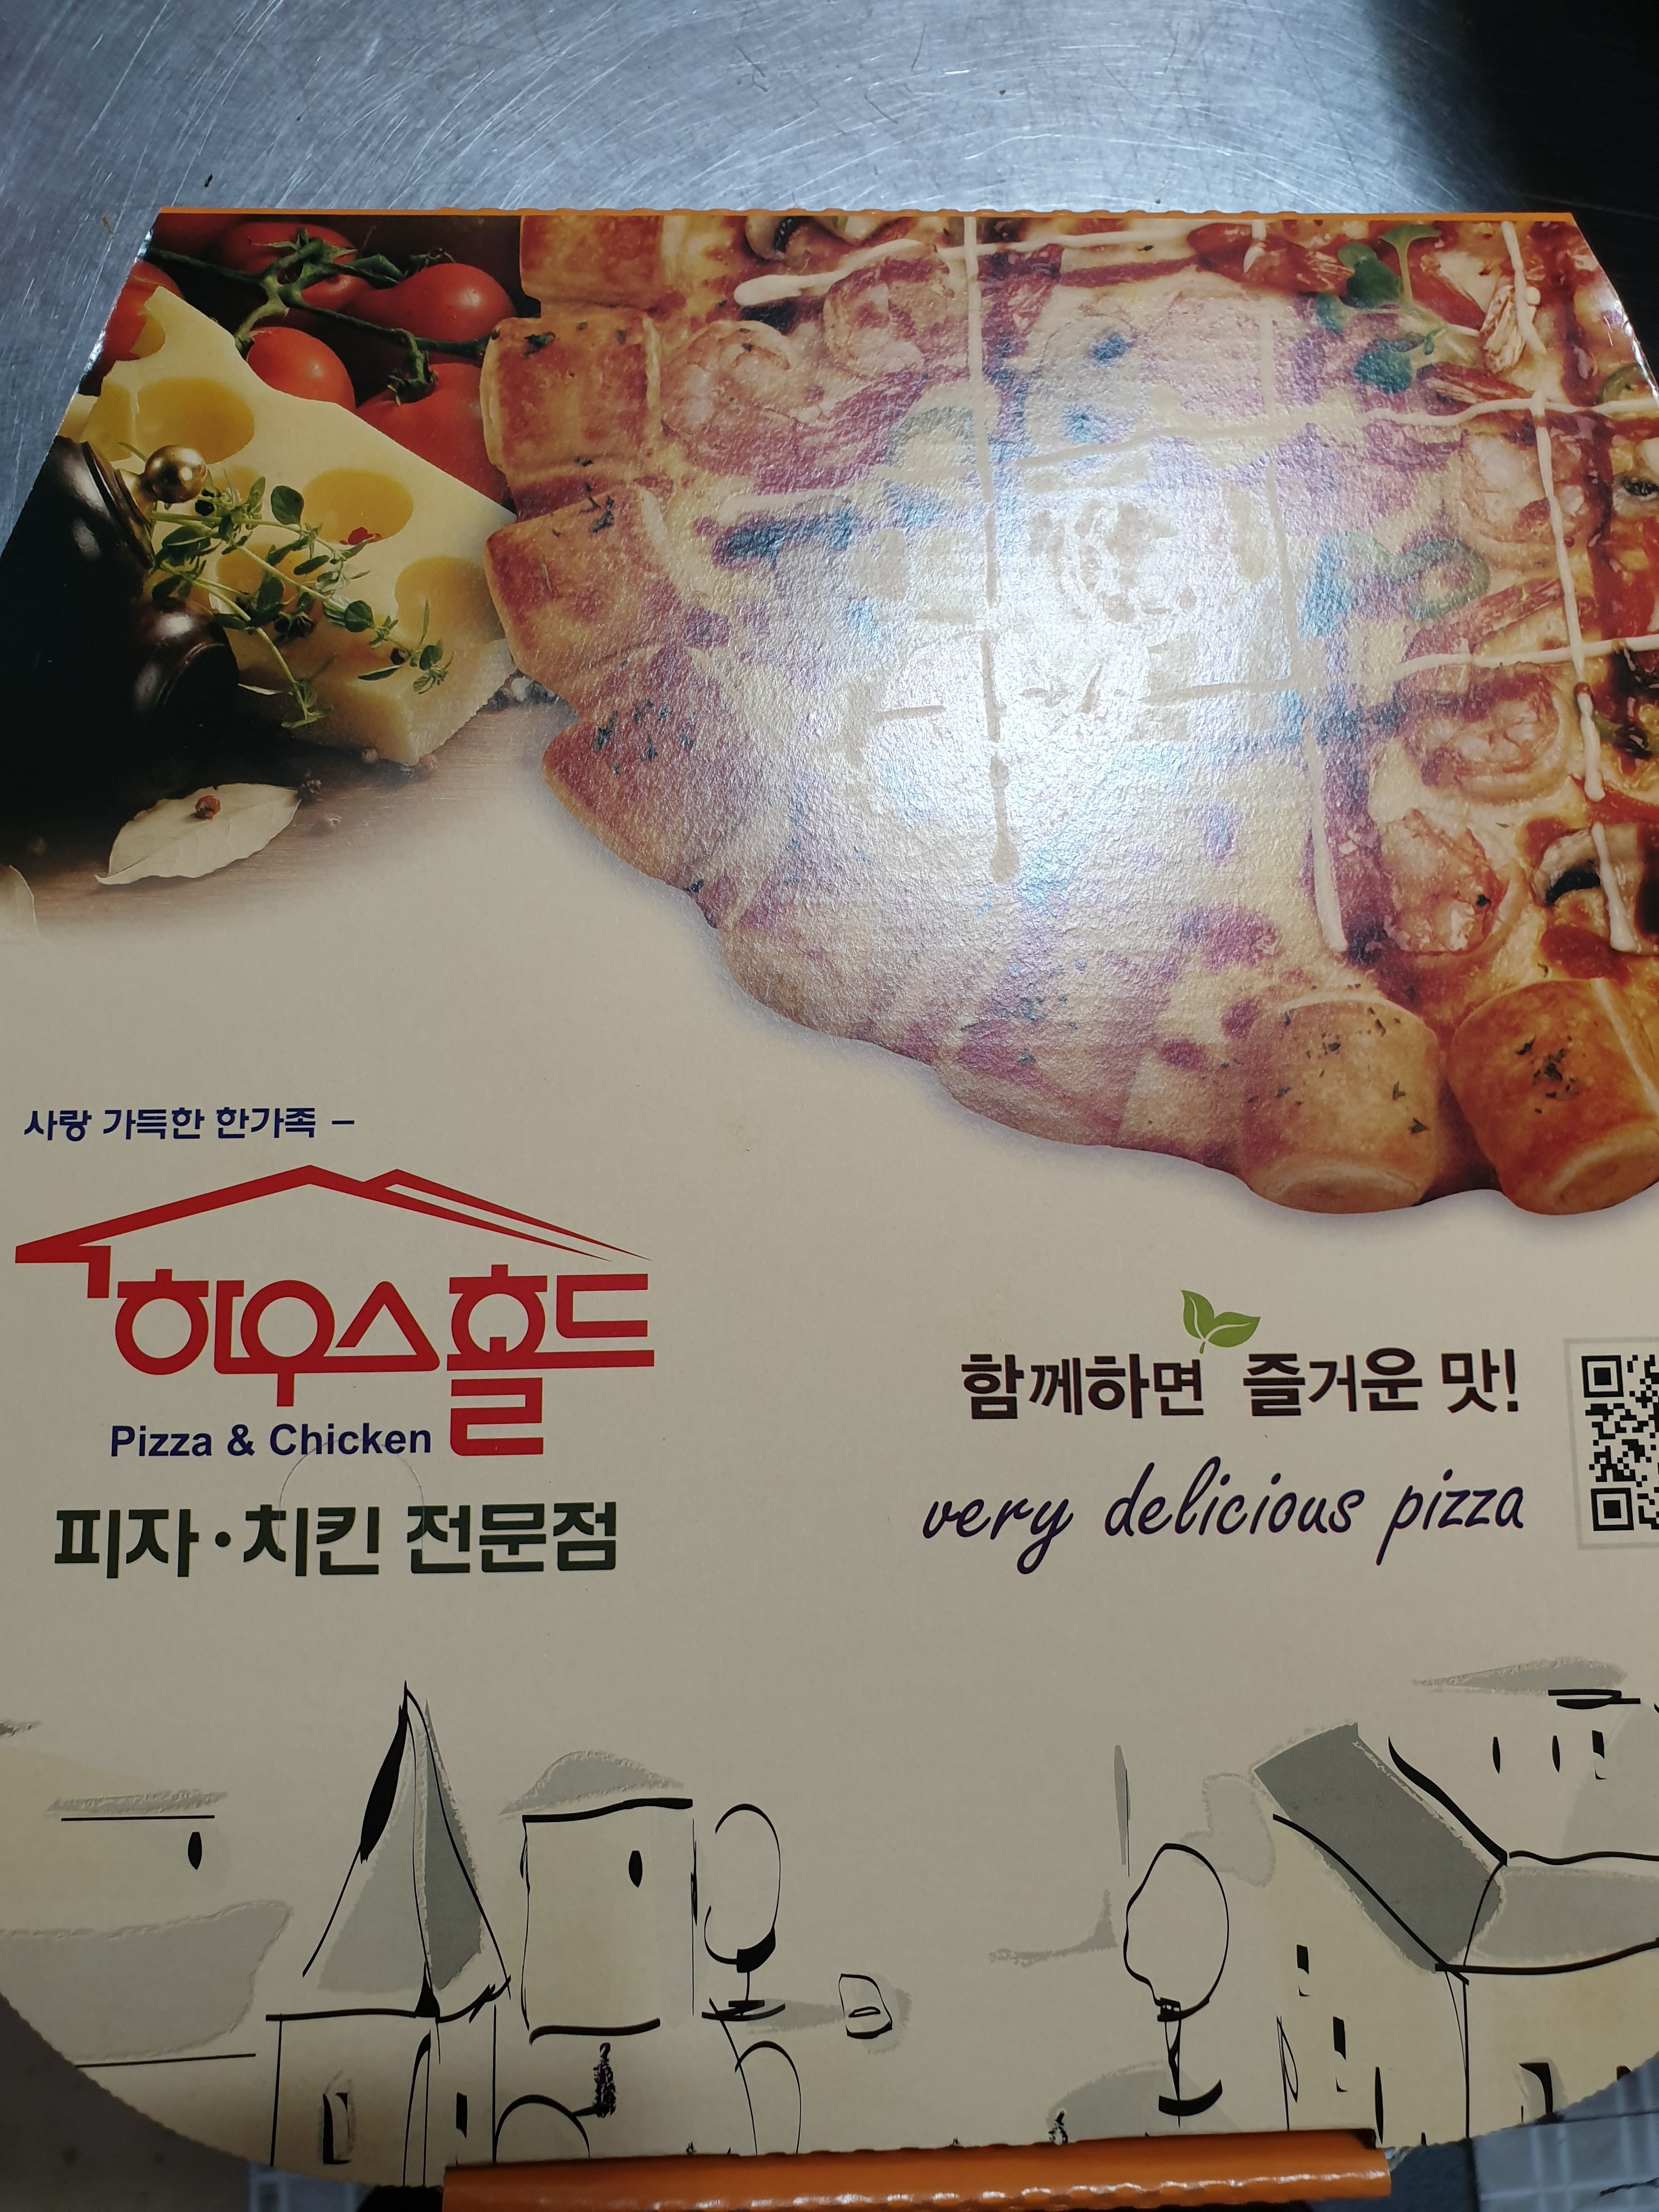 사랑 가득한 한가족 –
하우스홀드
Pizza & Chicken
피자·치킨 전문점
함께하면 즐거운 맛!
very delicious pizza